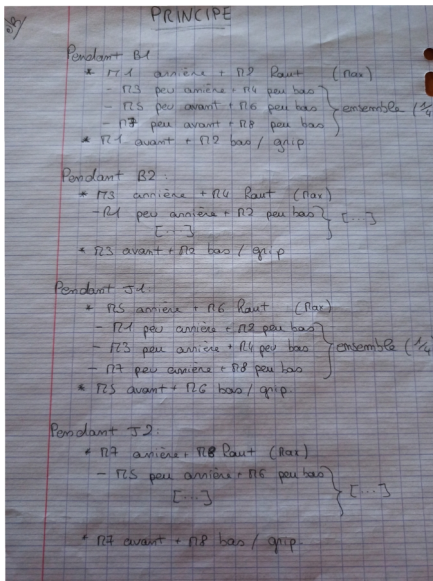 PRINCIPE
Pendant B1
* M1 arrière + M2 Haut (Max)
- M3 peu arrière + M4 peu bas
- M5 peu avant + M6 peu bas } ensemble (1/4)
- M7 peu avant + M8 peu bas
* M1 avant + M2 bas / grip
Pendant B2:
* M3 arrière + M4 Haut (Max)
- M1 peu arrière + M2 peu bas } [...]
[...]
* M3 avant + M2 bas / grip
Pendant J1:
* M5 arrière + M6 Haut (Max)
- M1 peu avant + M2 peu bas
- M3 peu arrière + M4 peu bas } ensemble (1/4)
- M7 peu arrière + M8 peu bas
* M5 avant + M6 bas / grip.
Pendant J2:
* M7 arrière + M8 Haut (Max)
- M5 peu arrière + M6 peu bas
[...] } [...]
* M7 avant + M8 bas / grip.